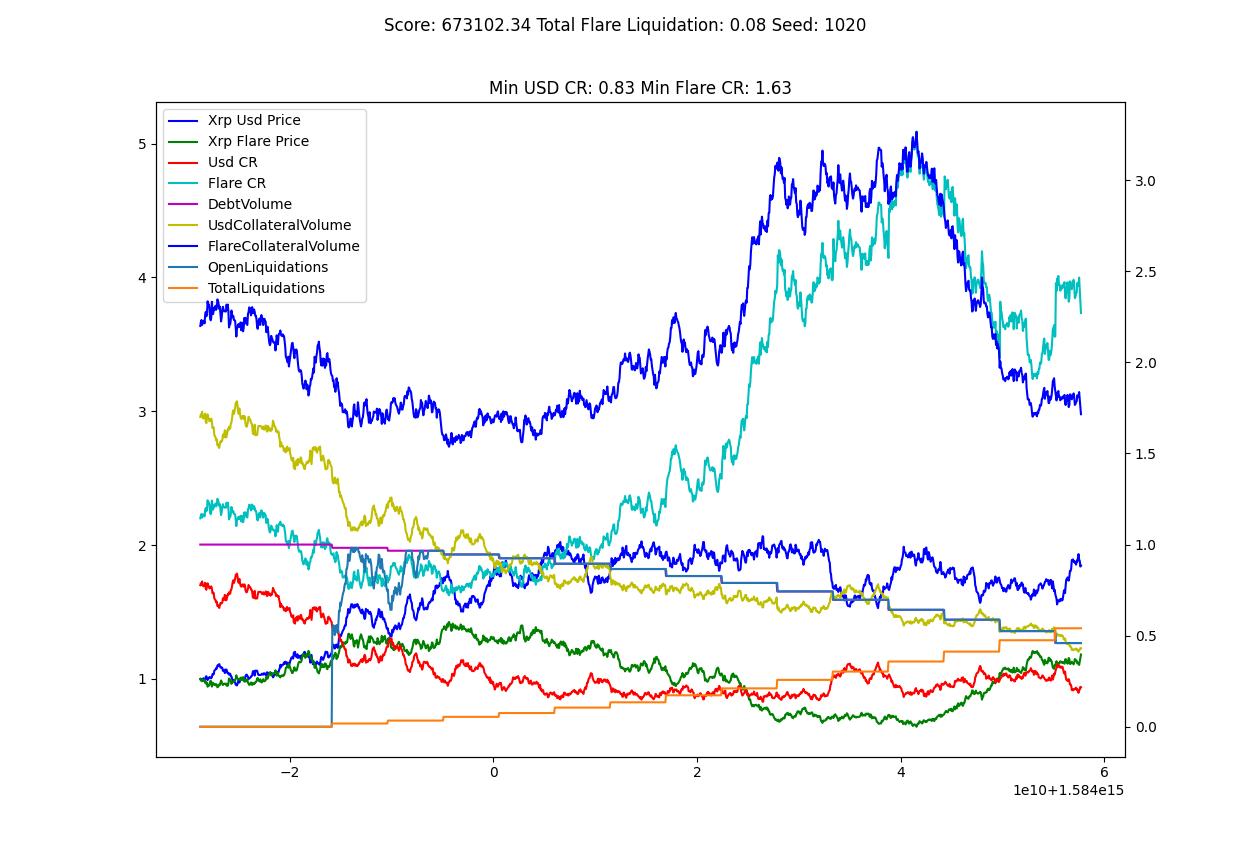 Score: 673102.34 Total Flare Liquidation: 0.08 Seed: 1020
Min USD CR: 0.83 Min Flare CR: 1.63
Xrp Usd Price
Xrp Flare Price
Usd CR
Flare CR
DebtVolume
UsdCollateralVolume
FlareCollateralVolume
OpenLiquidations
TotalLiquidations
5
4
3
2
1
3.0
2.5
2.0
1.5
1.0
0.5
0.0
−2
0
2
4
6
1e10+1.584e15